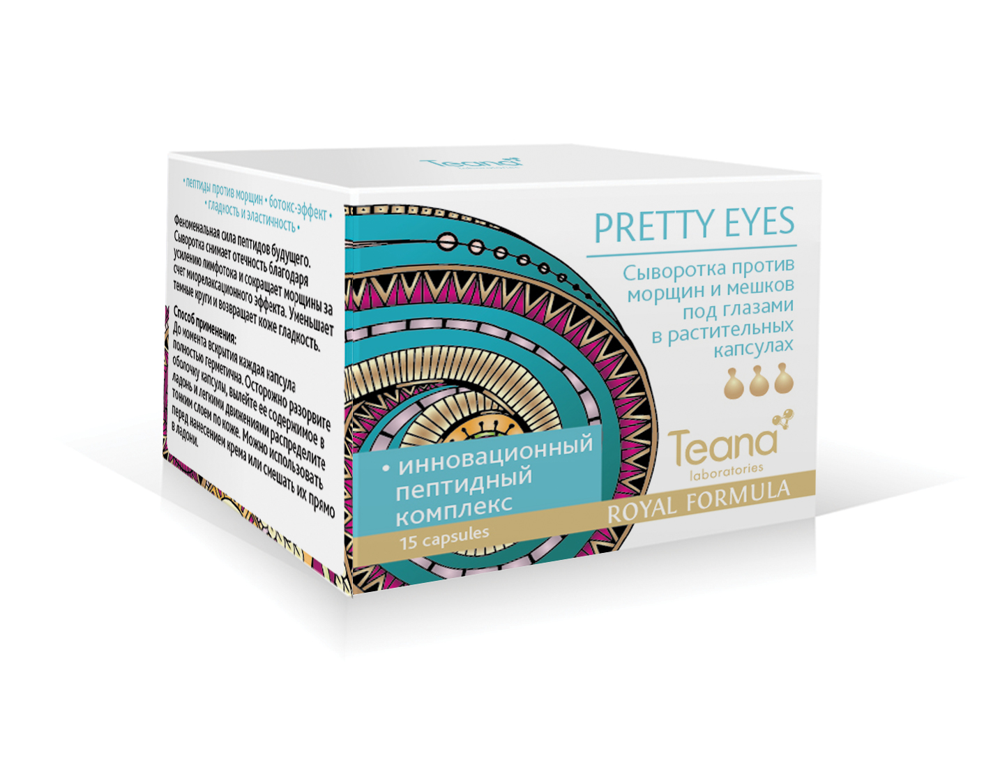 Teana
laboratories
• пептиды против морщин • ботокс-эффект •
• гладкость и эластичность •
Феноменальная сила пептидов будущего.
Сыворотка снимает отечность благодаря
усилению лимфотока и сокращает морщины за
счет миорелаксационного эффекта. Уменьшает
темные круги и возвращает коже гладкость.
Способ применения:
До момента вскрытия каждая капсула
полностью герметична. Осторожно разорвите
оболочку капсулы, вылейте ее содержимое в
ладонь и легкими движениями распределите
тонким слоем по коже. Можно использовать
перед нанесением крема или смешать их прямо
в ладони.
PRETTY EYES
Сыворотка против
морщин и мешков
под глазами
в растительных
капсулах
Teana
laboratories
ROYAL FORMULA
• инновационный
пептидный
комплекс
15 capsules